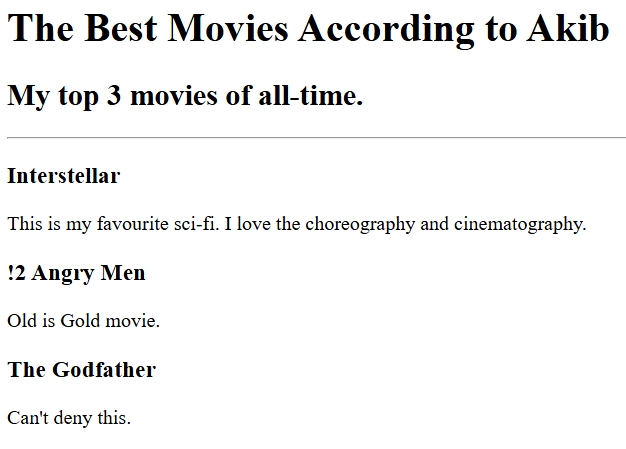 The Best Movies According to Akib
My top 3 movies of all-time.
Interstellar
This is my favourite sci-fi. I love the choreography and cinematography.
!2 Angry Men
Old is Gold movie.
The Godfather
Can't deny this.